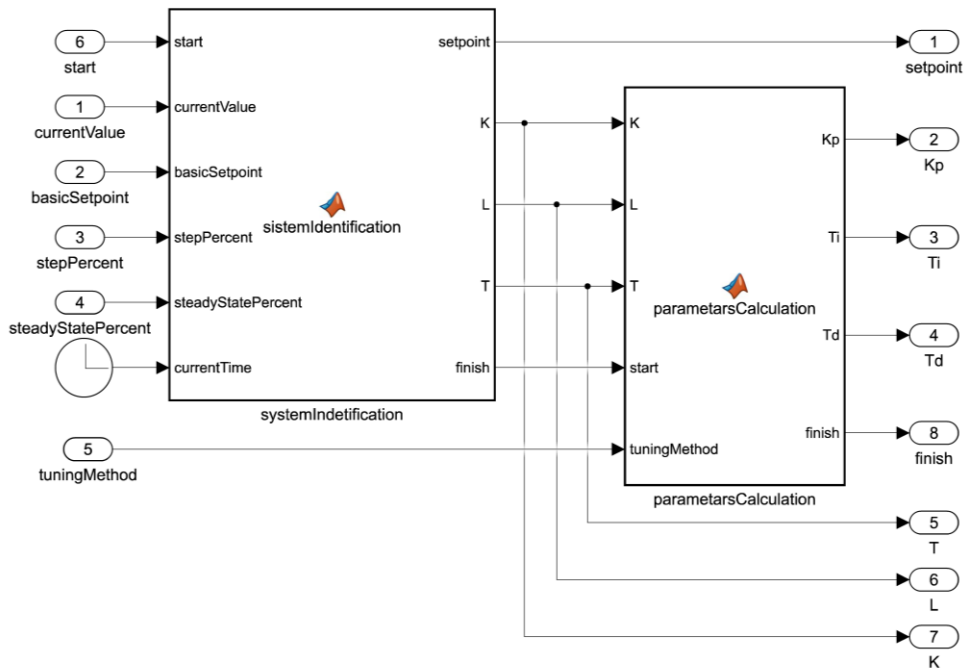 6
start
1
currentValue
2
basicSetpoint
3
stepPercent
4
steadyStatePercent
5
tuningMethod
start
currentValue
basicSetpoint
stepPercent
steadyStatePercent
currentTime
sistemIdentification
setpoint
K
L
T
finish
systemIndetification
K
L
T
start
tuningMethod
parametarsCalculation
Kp
Ti
Td
finish
parametarsCalculation
1
setpoint
2
Kp
3
Ti
4
Td
8
finish
5
T
6
L
7
K